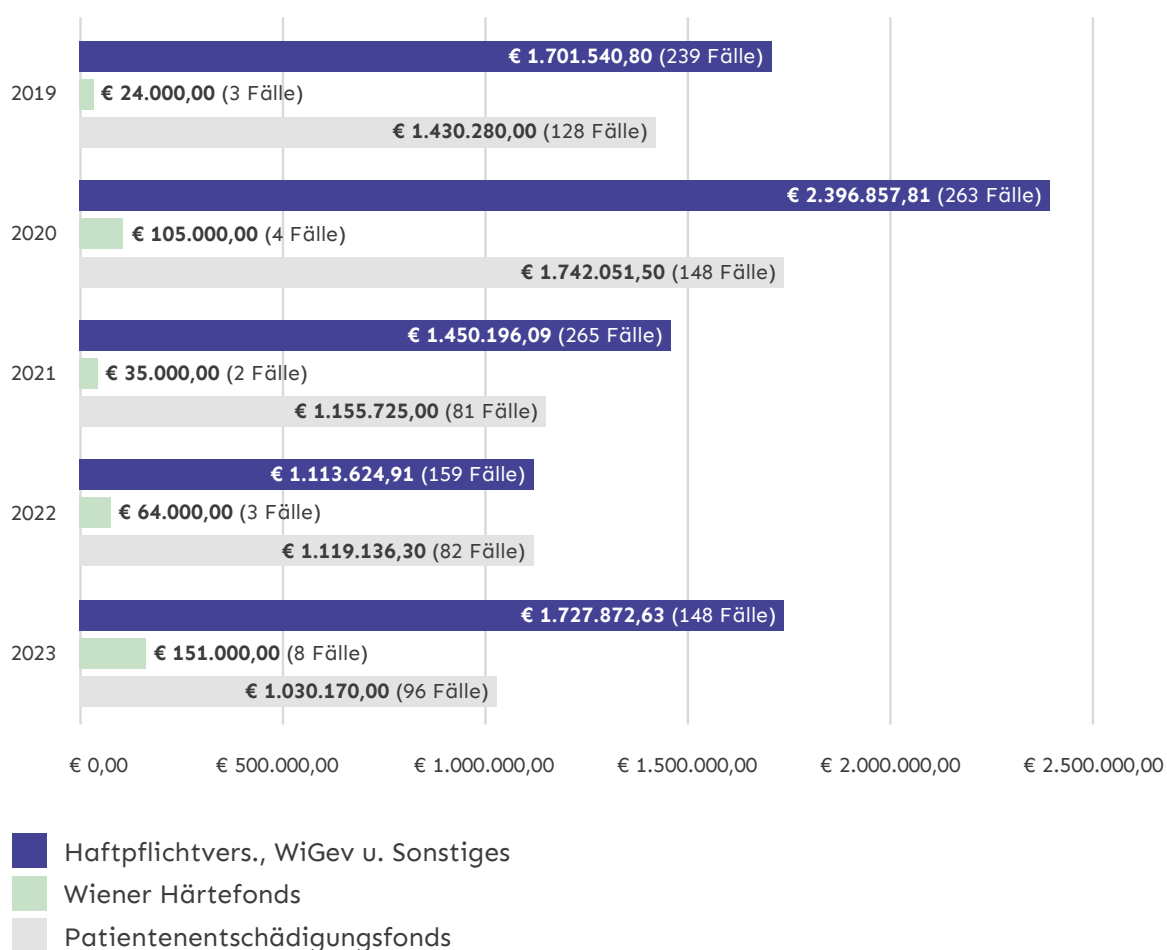 € 1.701.540,80 (239 Fälle)
2019
€ 24.000,00 (3 Fälle)
€ 1.430.280,00 (128 Fälle)
€ 2.396.857,81 (263 Fälle)
2020
€ 105.000,00 (4 Fälle)
€ 1.742.051,50 (148 Fälle)
€ 1.450.196,09 (265 Fälle)
2021
€ 35.000,00 (2 Fälle)
€ 1.155.725,00 (81 Fälle)
€ 1.113.624,91 (159 Fälle)
2022
€ 64.000,00 (3 Fälle)
€ 1.119.136,30 (82 Fälle)
€ 1.727.872,63 (148 Fälle)
2023
€ 151.000,00 (8 Fälle)
€ 1.030.170,00 (96 Fälle)
€ 0,00 € 500.000,00 € 1.000.000,00 € 1.500.000,00 € 2.000.000,00 € 2.500.000,00
Haftpflichtvers., WiGev u. Sonstiges
Wiener Härtefonds
Patientenentschädigungsfonds